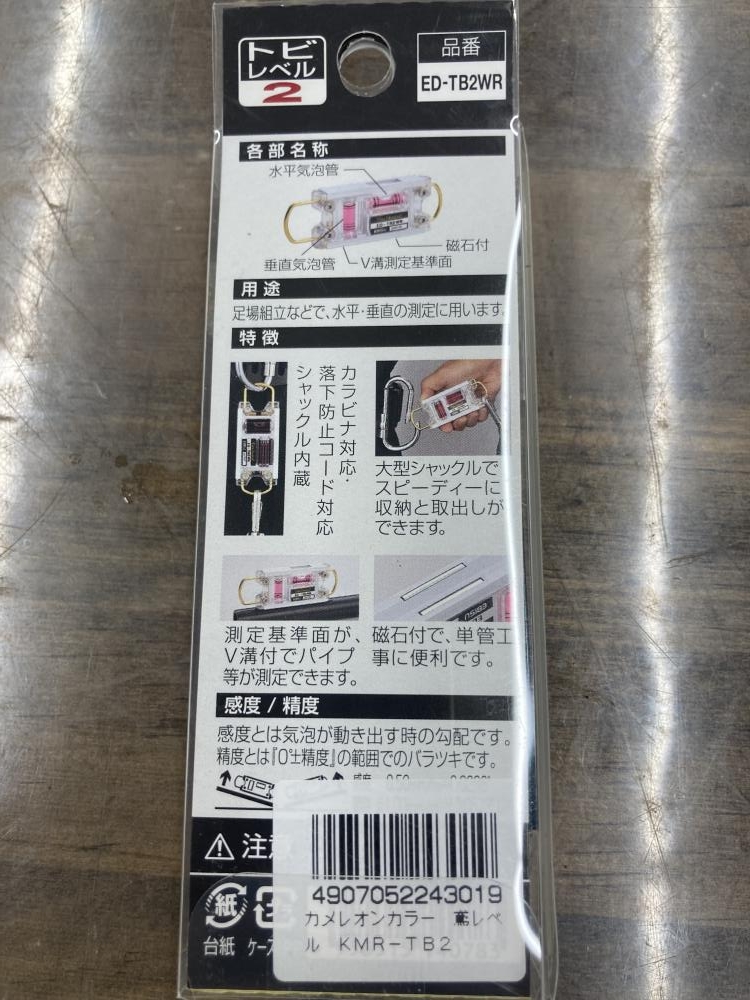 トビ
レベル
2
品番
ED-TB2WR
各部名称
水平気泡管
磁石付
垂直気泡管
V溝測定基準面
用途
足場組立などで、水平・垂直の測定に用います。
特徴
カラビナ対応・
落下防止コード対応
シャックル内蔵
大型シャックルで
スピーディーに
収納と取出しが
できます。
測定基準面が、
V溝付でパイプ
等が測定できます。
磁石付で、単管工
事に便利です。
EBISU
感度 / 精度
感度とは気泡が動き出す時の勾配です。
精度とは『0°±精度』の範囲でのバラツキです。
注意
紙
台紙
4907052243019
カメレオンカラー 鳶レベ
ル KMR-TB2